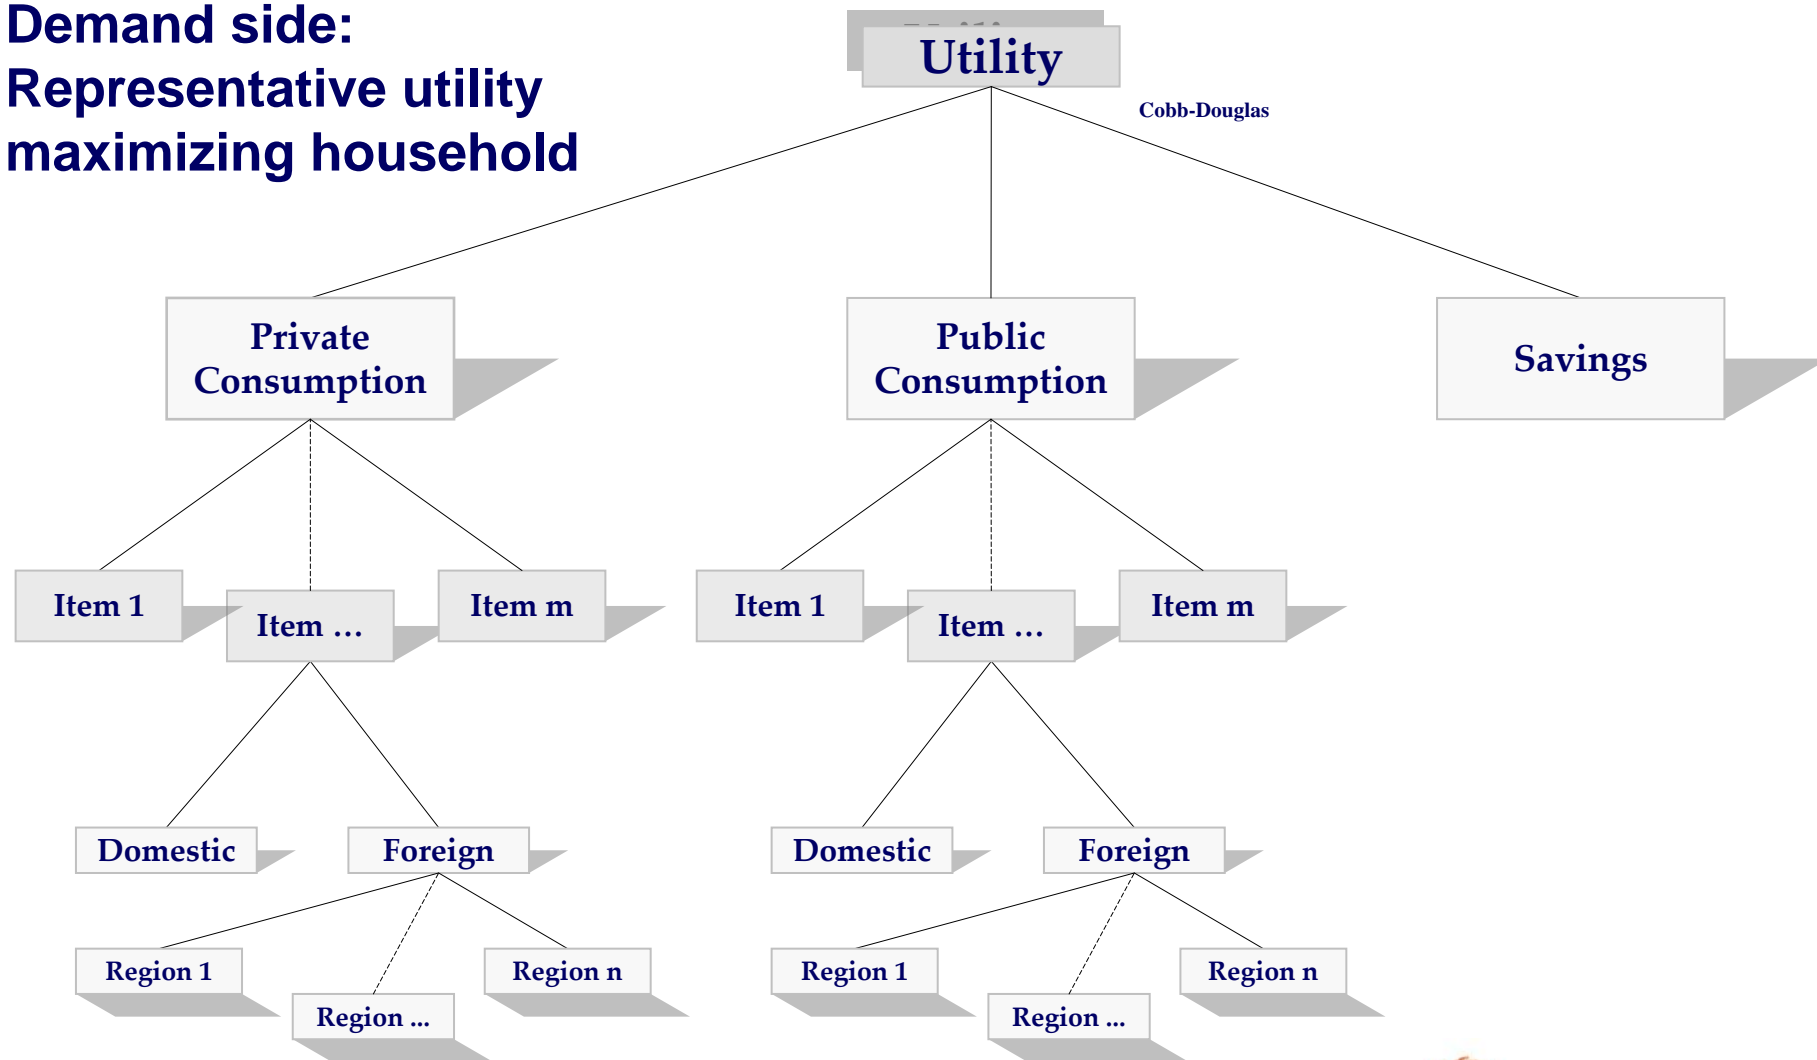 Demand side:
Representative utility
maximizing household
Utility
Cobb-Douglas
Private
Consumption
Public
Consumption
Savings
Item 1
Item …
Item m
Item 1
Item …
Item m
Domestic
Foreign
Domestic
Foreign
Region 1
Region ...
Region n
Region 1
Region ...
Region n